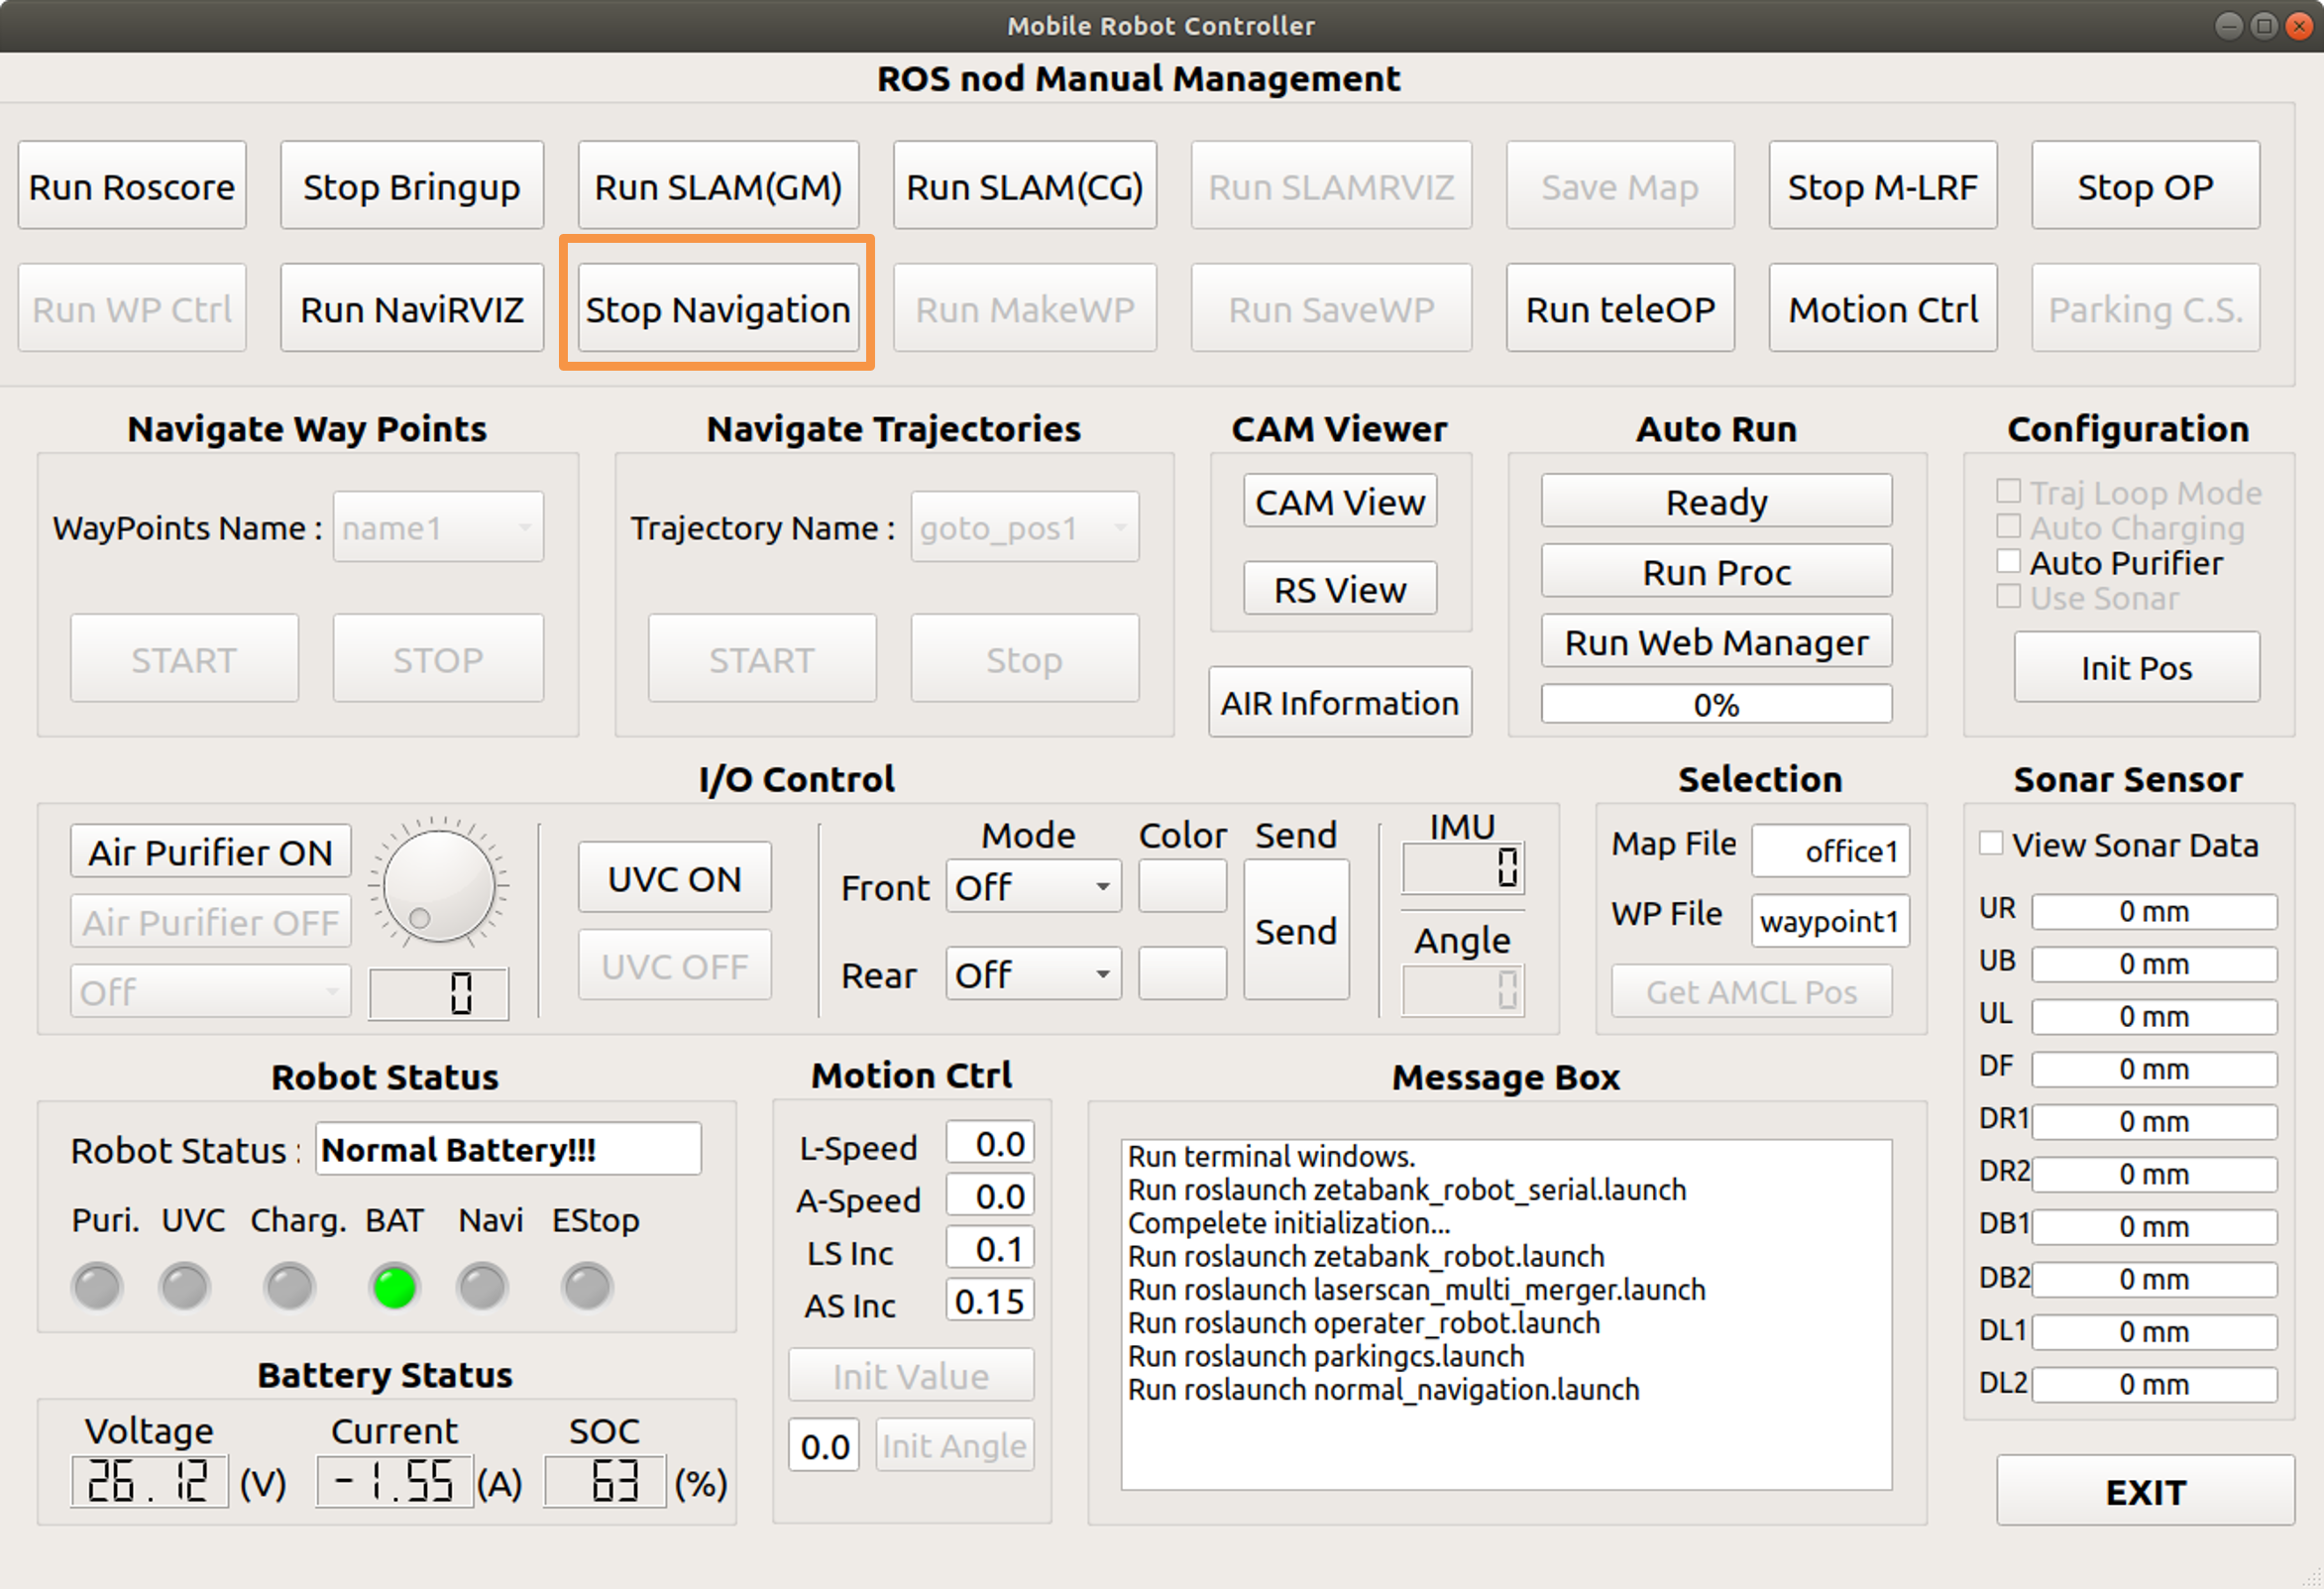 Mobile Robot Controller
ROS nod Manual Management
Run Roscore Stop Bringup Run SLAM(GM) Run SLAM(CG) Run SLAMRVIZ Save Map Stop M-LRF Stop OP
Run WP Ctrl Run NaviRVIZ Stop Navigation Run MakeWP Run SaveWP Run teleOP Motion Ctrl Parking C.S.
Navigate Way Points
WayPoints Name : name1
START STOP
Navigate Trajectories
Trajectory Name : goto_pos1
START Stop
CAM Viewer
CAM View
RS View
AIR Information
Auto Run
Ready
Run Proc
Run Web Manager
0%
Configuration
Traj Loop Mode
Auto Charging
Auto Purifier
Use Sonar
Init Pos
I/O Control
Air Purifier ON
Air Purifier OFF
Off
0
UVC ON
UVC OFF
Mode Color Send
Front Off
Rear Off
Send
IMU
0
Angle
0
Selection
Map File office1
WP File waypoint1
Get AMCL Pos
Sonar Sensor
View Sonar Data
UR 0 mm
UB 0 mm
UL 0 mm
DF 0 mm
DR1 0 mm
DR2 0 mm
DB1 0 mm
DB2 0 mm
DL1 0 mm
DL2 0 mm
Robot Status
Robot Status : Normal Battery!!!
Puri. UVC Charg. BAT Navi EStop
Battery Status
Voltage Current SOC
26.12 (V) -1.55 (A) 63 (%)
Motion Ctrl
L-Speed 0.0
A-Speed 0.0
LS Inc 0.1
AS Inc 0.15
Init Value
0.0 Init Angle
Message Box
Run terminal windows.
Run roslaunch zetabank_robot_serial.launch
Compelete initialization...
Run roslaunch zetabank_robot.launch
Run roslaunch laserscan_multi_merger.launch
Run roslaunch operater_robot.launch
Run roslaunch parkingcs.launch
Run roslaunch normal_navigation.launch
EXIT